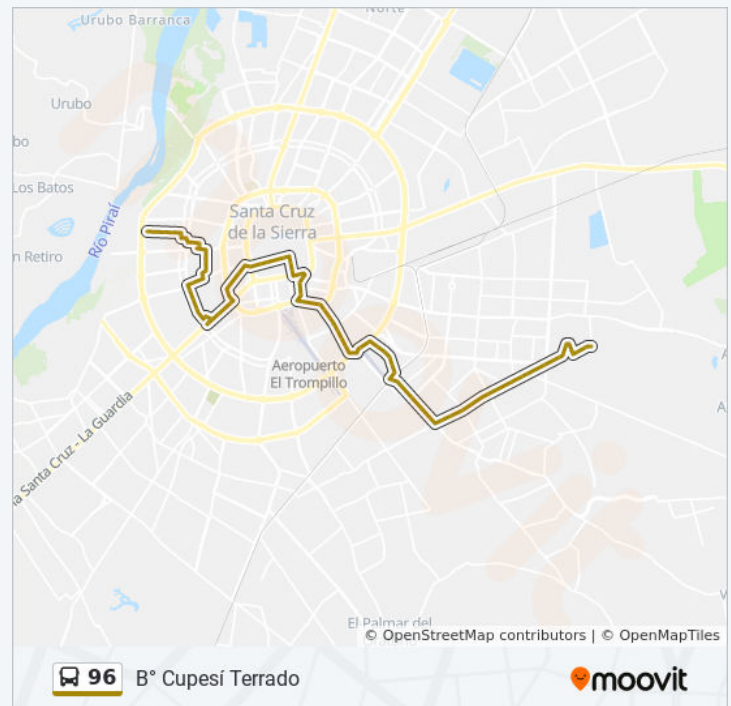 Norte
Urubo Barranca
Urubo
bo
Los Batos
Río Piraí
n Retiro
Santa Cruz
de la Sierra
Aeropuerto
El Trompillo
A
A
a Santa Cruz - La Guardia
El Palmar del
© OpenStreetMap contributors | © OpenMapTiles
96 B° Cupesí Terrado
moovit